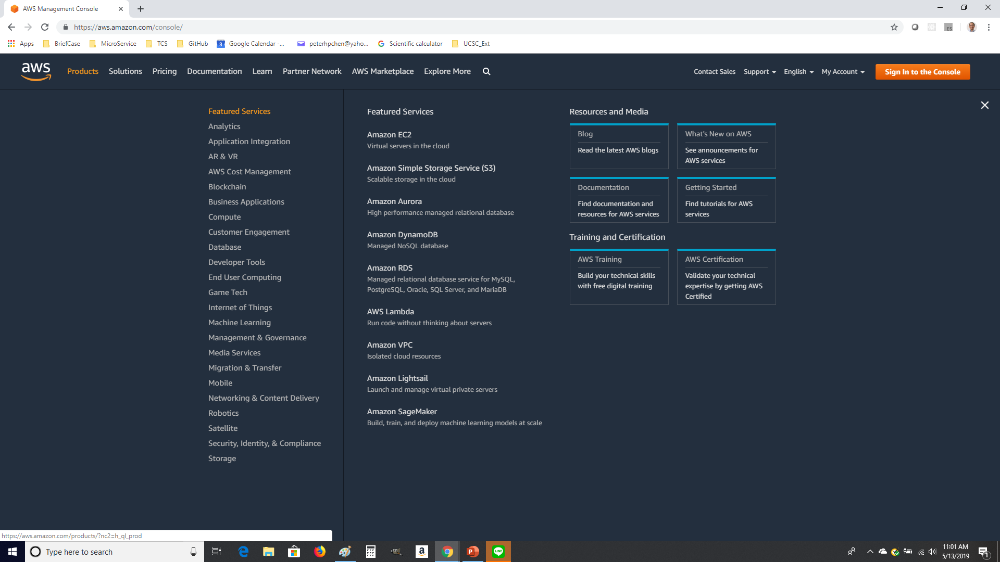 AWS Management Console
https://aws.amazon.com/console/
ES
Apps
BriefCase
MicroService
TCS
GitHub
3
Google Calendar -...
peterhpchen@yaho...
Scientific calculator
UCSC_Ext
aws
Products
Solutions
Pricing
Documentation
Learn
Partner Network
AWS Marketplace
Explore More
Contact Sales
Support
English
My Account
Sign In to the Console
Featured Services
Analytics
Application Integration
AR & VR
AWS Cost Management
Blockchain
Business Applications
Compute
Customer Engagement
Database
Developer Tools
End User Computing
Game Tech
Internet of Things
Machine Learning
Management & Governance
Media Services
Migration & Transfer
Mobile
Networking & Content Delivery
Robotics
Satellite
Security, Identity, & Compliance
Storage
Featured Services
Amazon EC2
Virtual servers in the cloud
Amazon Simple Storage Service (S3)
Scalable storage in the cloud
Amazon Aurora
High performance managed relational database
Amazon DynamoDB
Managed NoSQL database
Amazon RDS
Managed relational database service for MySQL,
PostgreSQL, Oracle, SQL Server, and MariaDB
AWS Lambda
Run code without thinking about servers
Amazon VPC
Isolated cloud resources
Amazon Lightsail
Launch and manage virtual private servers
Amazon SageMaker
Build, train, and deploy machine learning models at scale
Resources and Media
Blog
Read the latest AWS blogs
What's New on AWS
See announcements for
AWS services
Documentation
Find documentation and
resources for AWS services
Getting Started
Find tutorials for AWS
services
Training and Certification
AWS Training
Build your technical skills
with free digital training
AWS Certification
Validate your technical
expertise by getting AWS
Certified
https://aws.amazon.com/products/?nc2=h_ql_prod
Type here to search
a
P
LINE
11:01 AM
5/13/2019
1